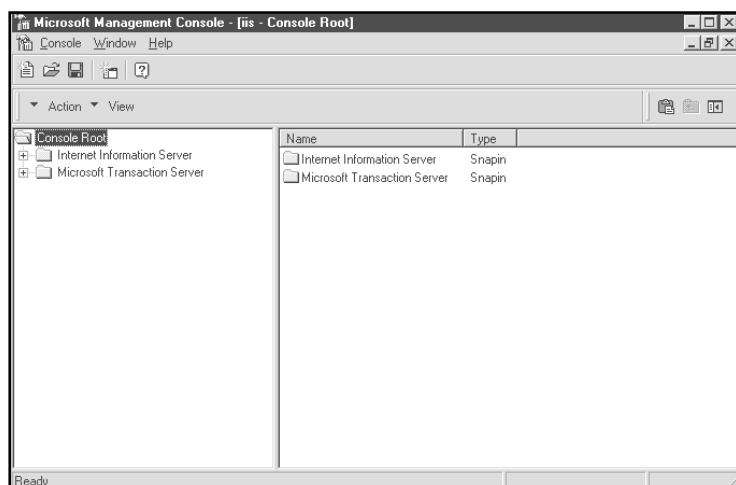 Microsoft Management Console - [iis - Console Root]
Console Window Help
Action View
Console Root
Internet Information Server
Microsoft Transaction Server
Name Type
Internet Information Server Snapin
Microsoft Transaction Server Snapin
Ready